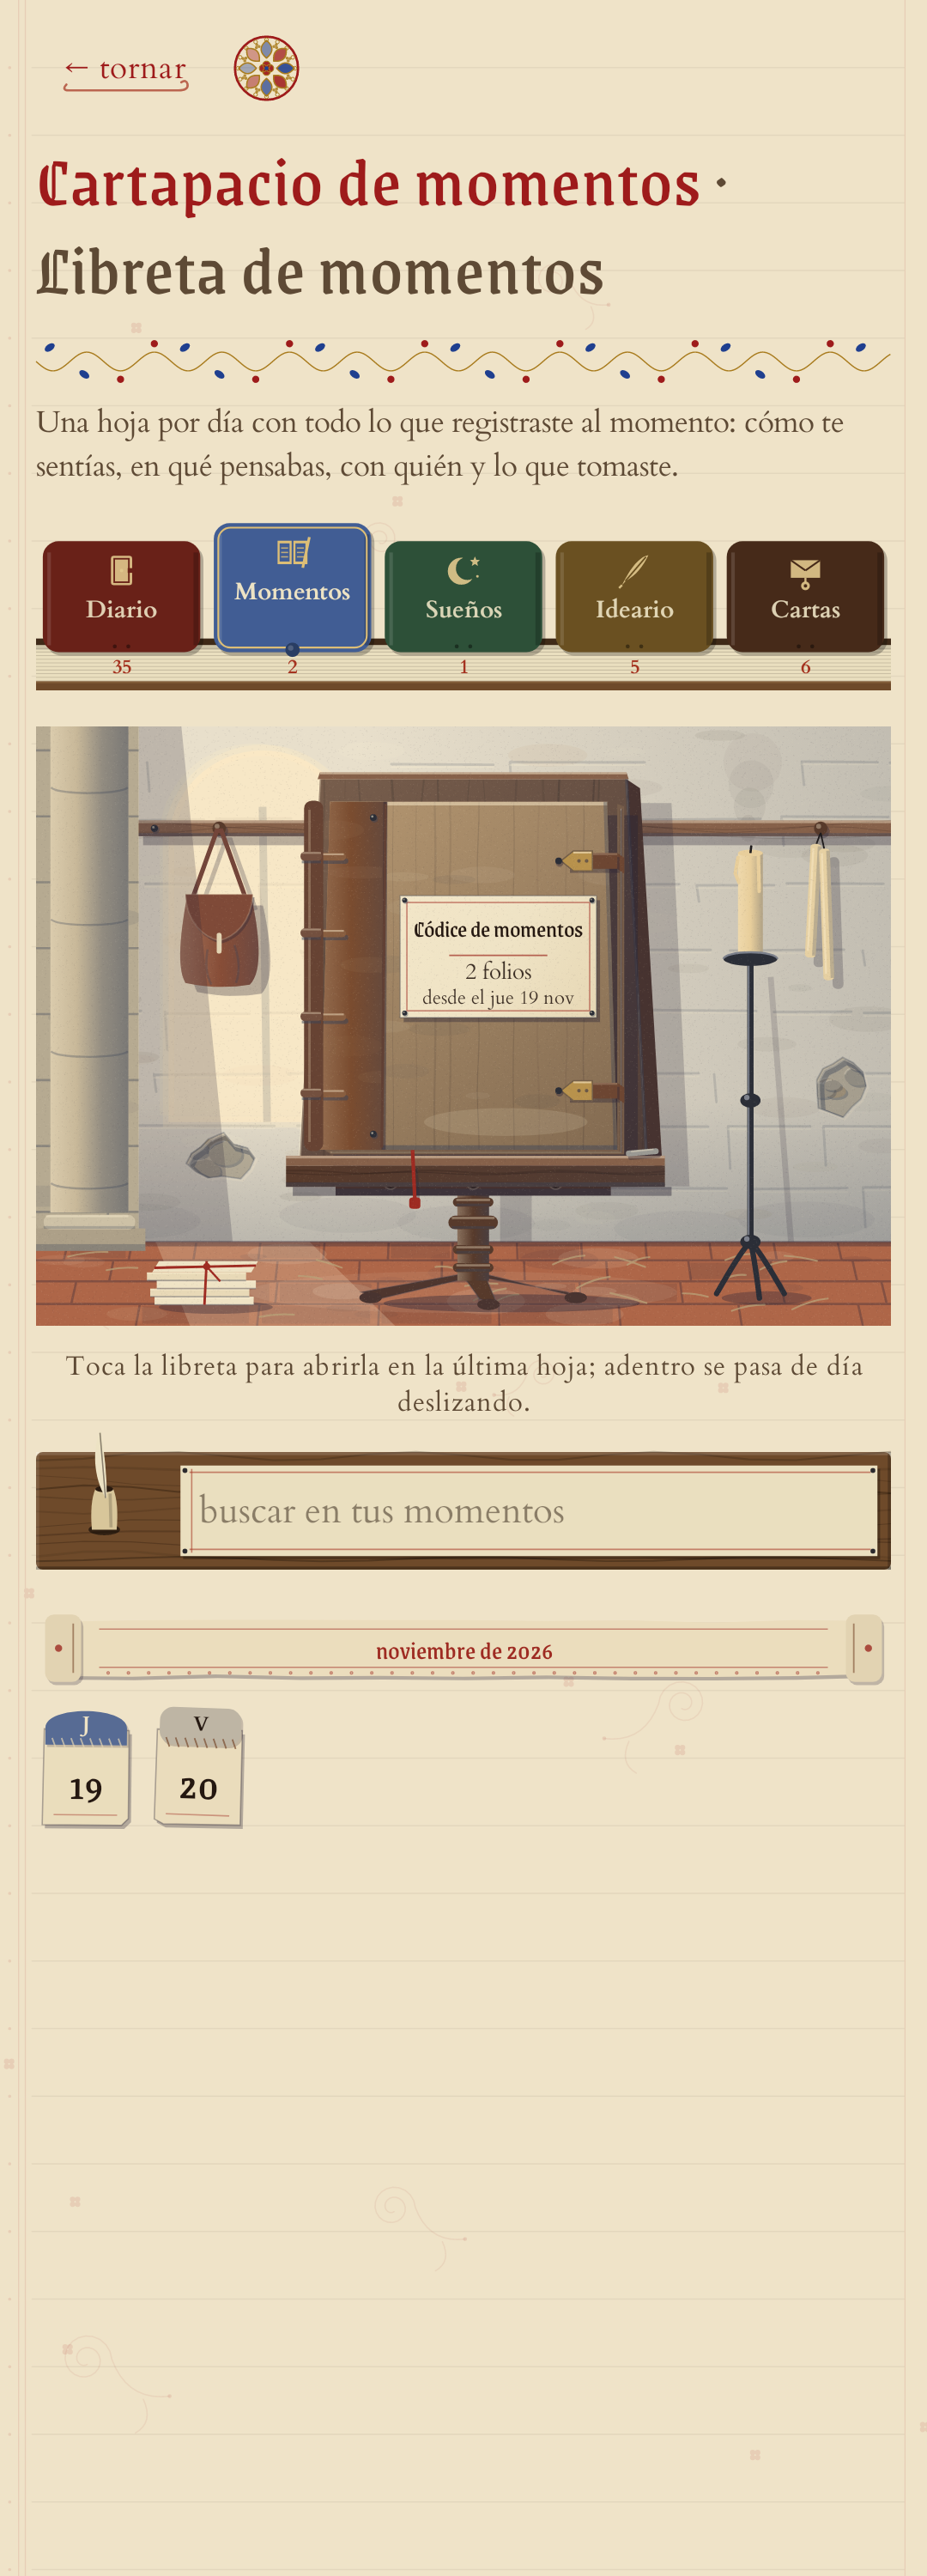 ← tornar
Cartapacio de momentos ·
Libreta de momentos
Una hoja por día con todo lo que registraste al momento: cómo te
sentías, en qué pensabas, con quién y lo que tomaste.
Diario
Momentos
Sueños
Ideario
Cartas
35
2
1
5
6
Códice de momentos
2 folios
desde el jue 19 nov
Toca la libreta para abrirla en la última hoja; adentro se pasa de día
deslizando.
buscar en tus momentos
noviembre de 2026
J
V
19
20